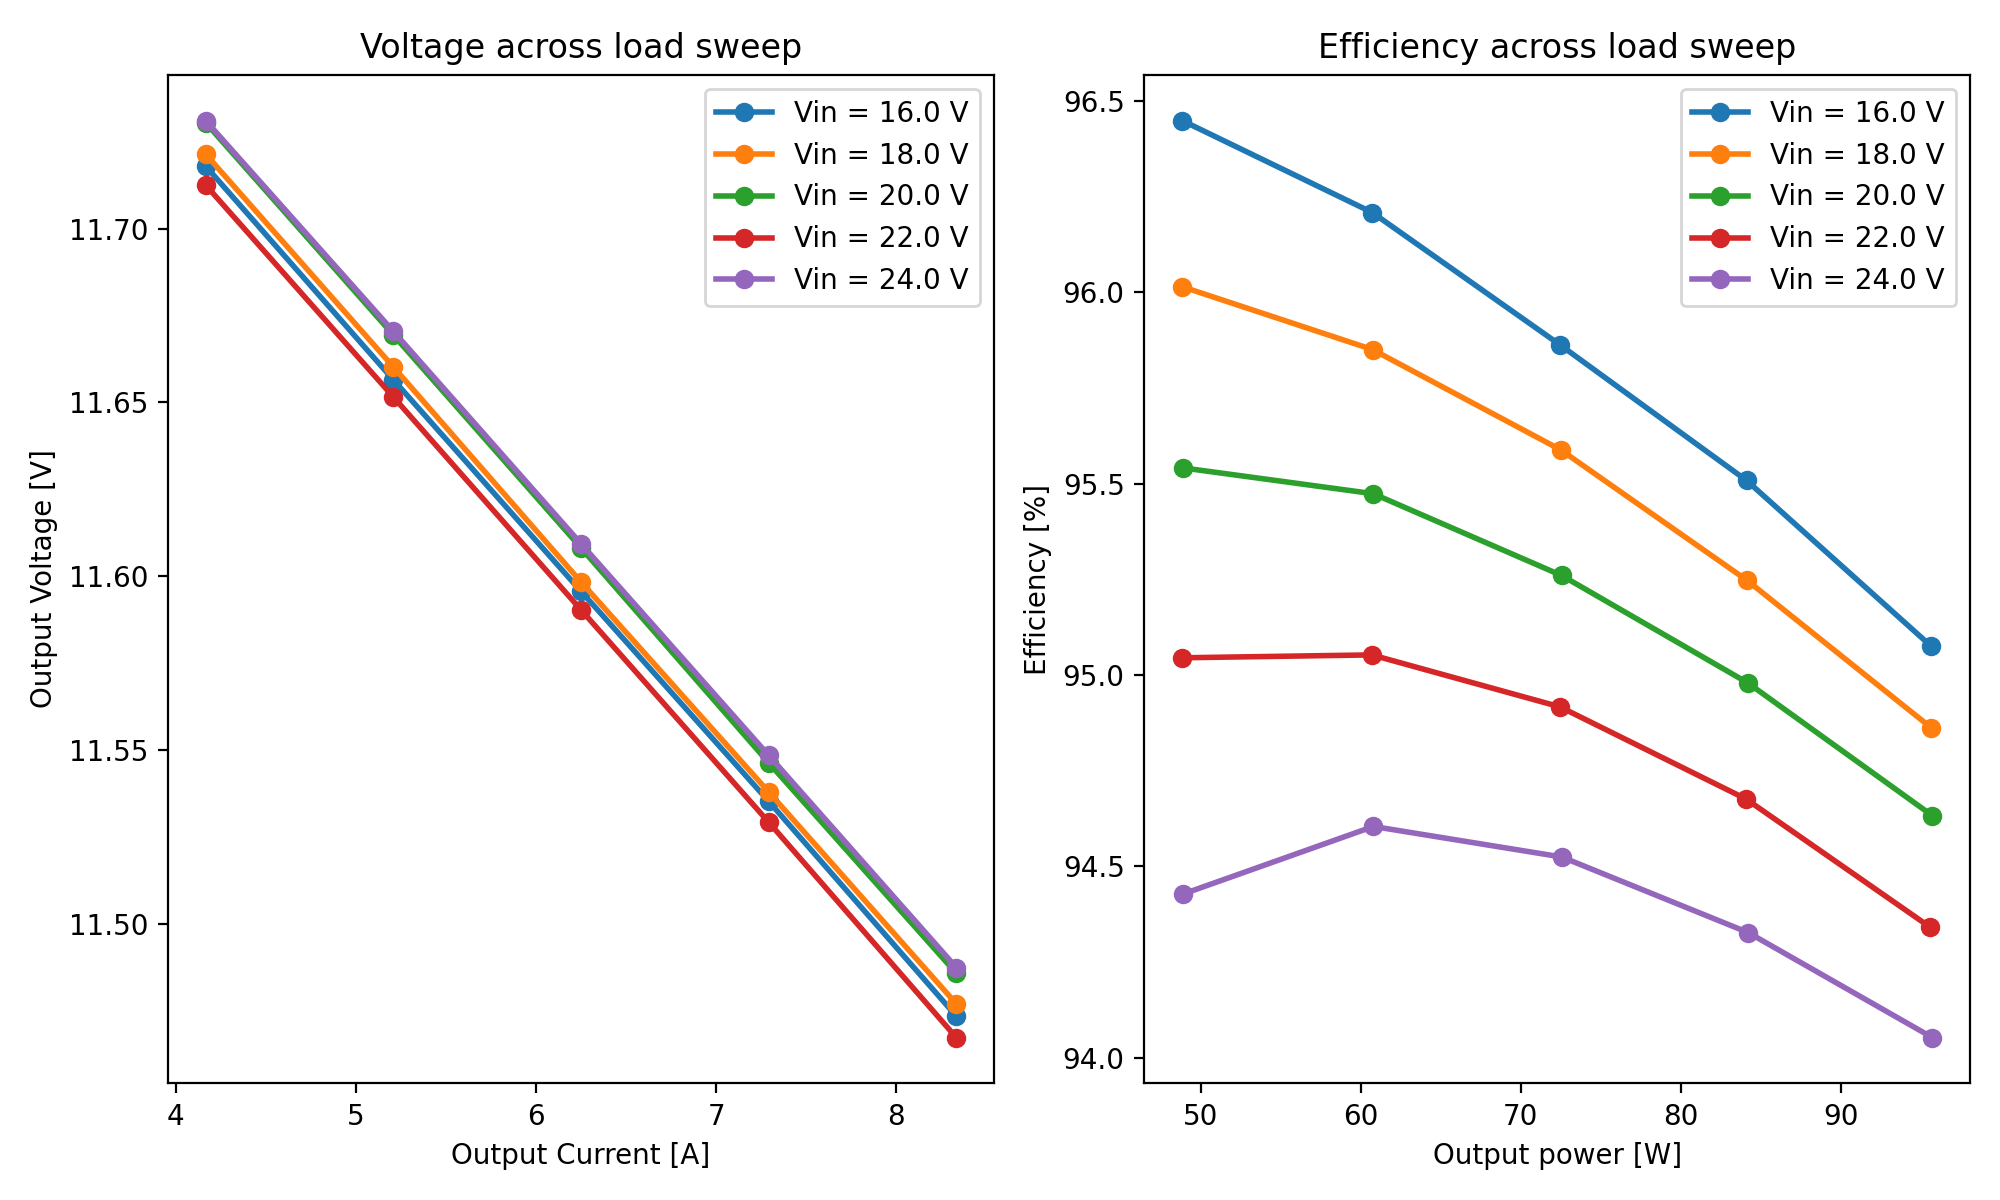 Voltage across load sweep
Vin = 16.0 V
Vin = 18.0 V
Vin = 20.0 V
Vin = 22.0 V
Vin = 24.0 V
11.70
11.65
11.60
11.55
11.50
Output Voltage [V]
4
5
6
7
8
Output Current [A]
Efficiency across load sweep
Vin = 16.0 V
Vin = 18.0 V
Vin = 20.0 V
Vin = 22.0 V
Vin = 24.0 V
96.5
96.0
95.5
95.0
94.5
94.0
Efficiency [%]
50
60
70
80
90
Output power [W]